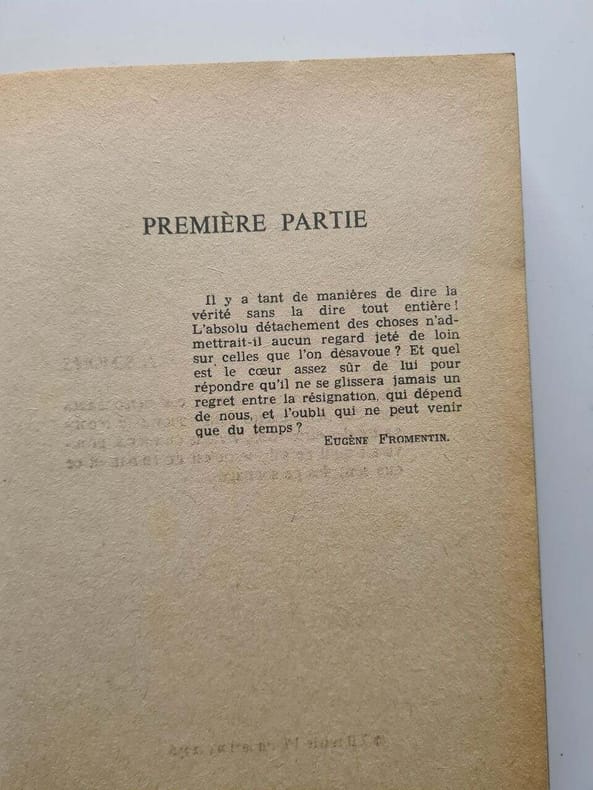 PREMIÈRE PARTIE
Il y a tant de manières de dire la
vérité sans la dire tout entière !
L'absolu détachement des choses n'ad-
mettrait-il aucun regard jeté de loin
sur celles que l'on désavoue ? Et quel
est le cœur assez sûr de lui pour
répondre qu'il ne se glissera jamais un
regret entre la résignation, qui dépend
de nous, et l'oubli qui ne peut venir
que du temps ?
EUGÈNE FROMENTIN.